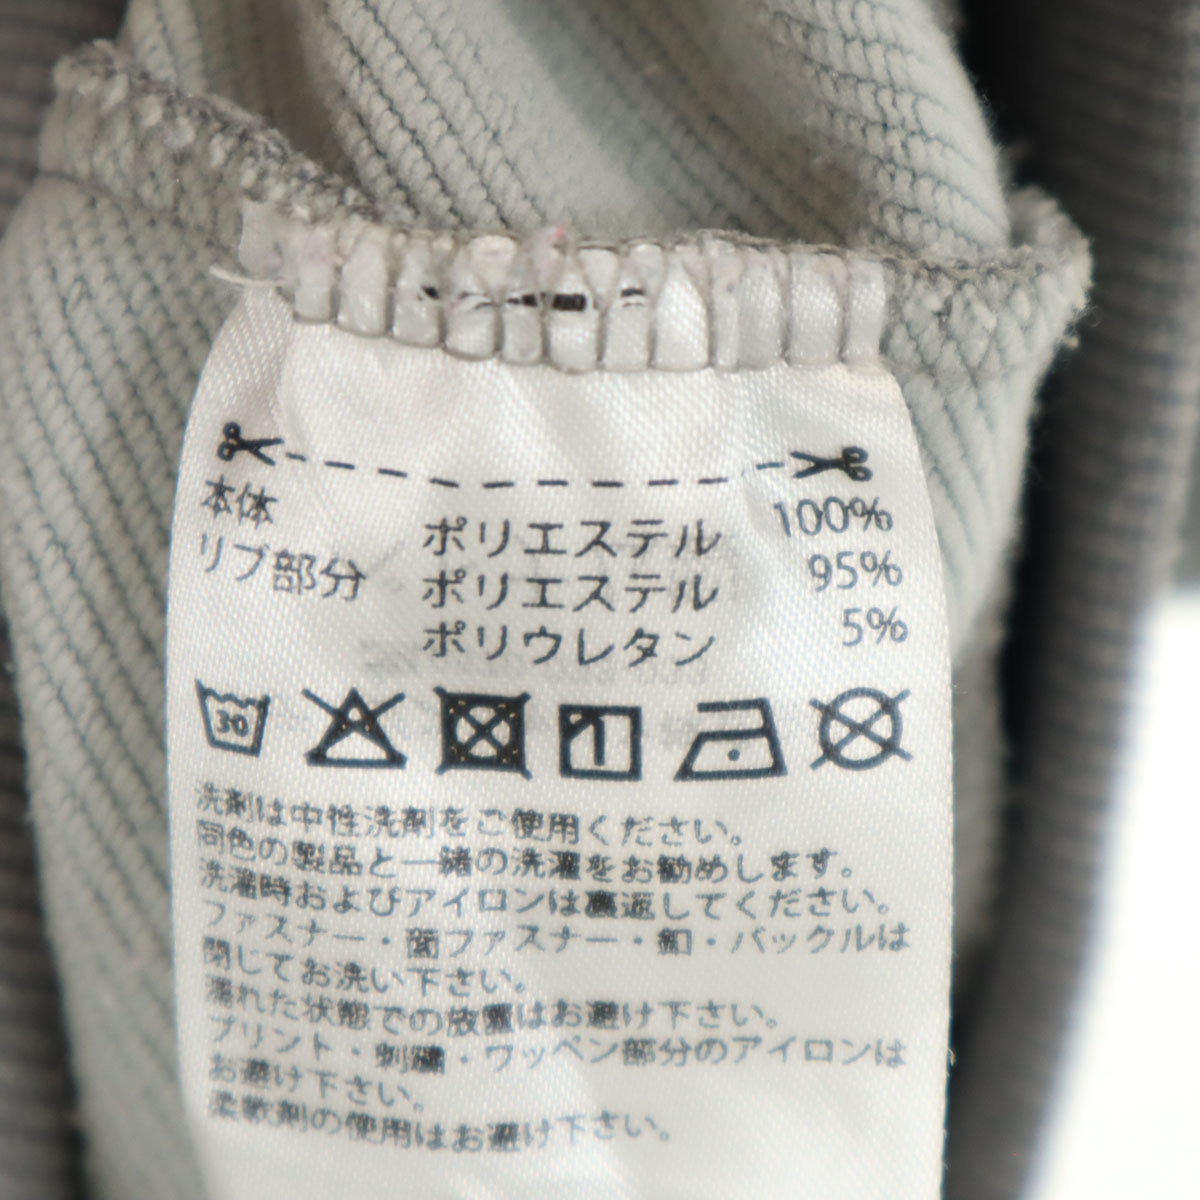 本体 ポリエステル 100%
リブ部分 ポリエステル 95%
ポリウレタン 5%
30
洗剤は中性洗剤をご使用ください。
同色の製品と一緒の洗濯をお勧めします。
洗濯時およびアイロンは裏返してください。
ファスナー・面ファスナー・釦・バックルは
閉じてお洗い下さい。
濡れた状態での放置はお避け下さい。
プリント・刺繍・ワッペン部分のアイロンは
お避け下さい。
柔軟剤の使用はお避け下さい。